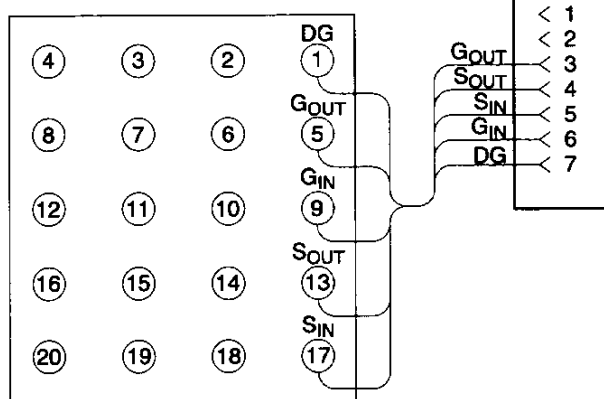 DG
4 3 2 1
GOUT
8 7 6 5
GIN
12 11 10 9
SOUT
16 15 14 13
SIN
20 19 18 17
< 1
< 2
GOUT < 3
SOUT < 4
SIN < 5
GIN < 6
DG < 7